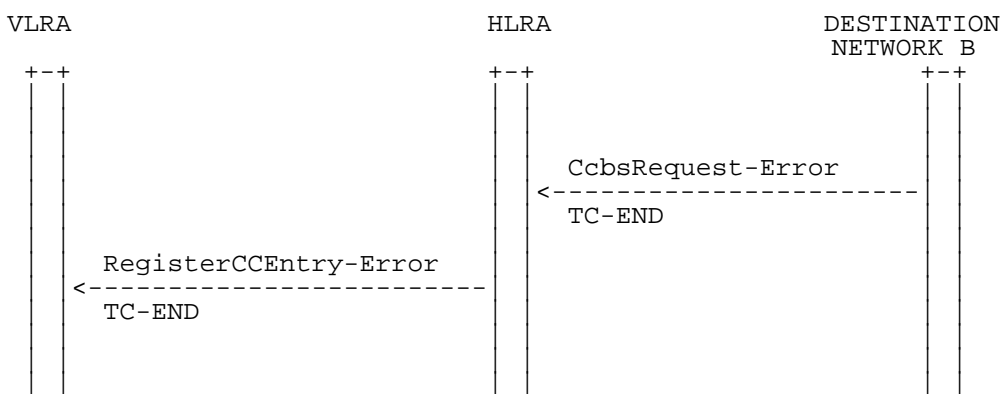 VLRA HLRA DESTINATION
NETWORK B
CcbsRequest-Error
TC-END
RegisterCCEntry-Error
TC-END